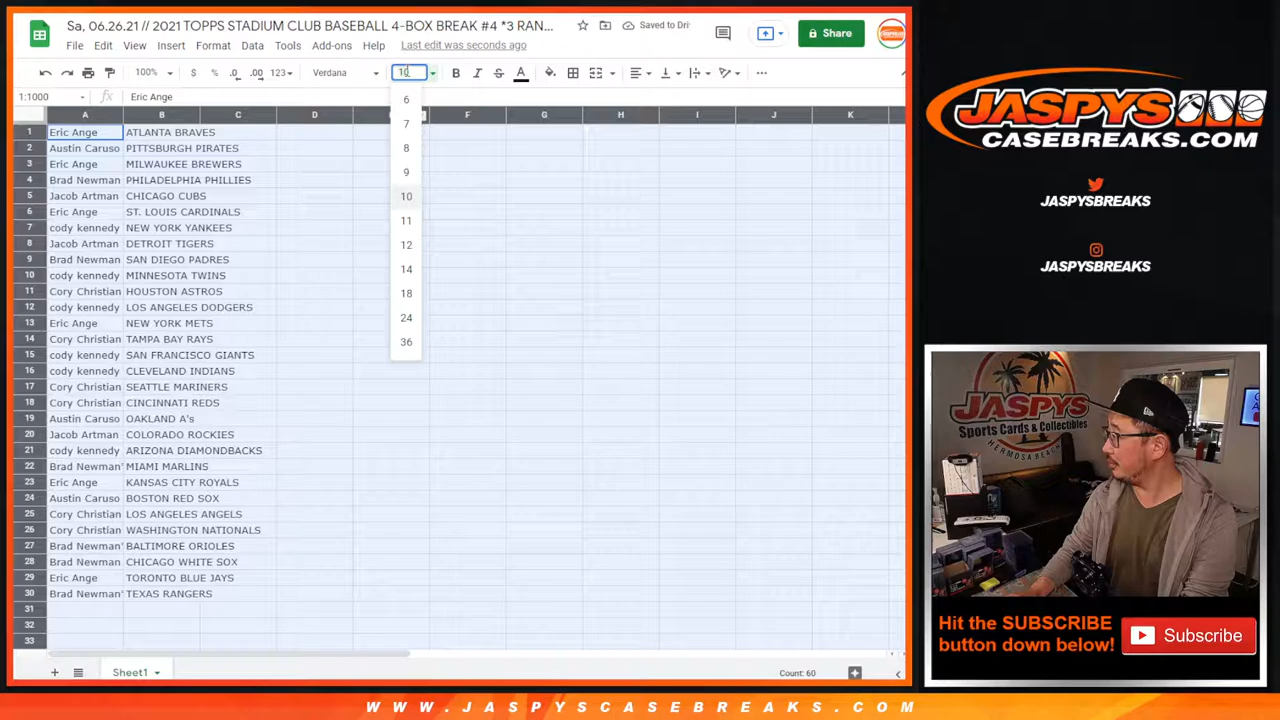 Sa, 06.26.21 // 2021 TOPPS STADIUM CLUB BASEBALL 4-BOX BREAK #4 *3 RAN...
Saved to Dri
Share
File Edit View Insert Format Data Tools Add-ons Help Last edit was seconds ago
100% $ % .0 .00 123 Verdana 10 B I S A
1:1000 fx Eric Ange
A B C D F G H I J K
1 Eric Ange ATLANTA BRAVES
2 Austin Caruso PITTSBURGH PIRATES
3 Eric Ange MILWAUKEE BREWERS
4 Brad Newman PHILADELPHIA PHILLIES
5 Jacob Artman CHICAGO CUBS
6 Eric Ange ST. LOUIS CARDINALS
7 cody kennedy NEW YORK YANKEES
8 Jacob Artman DETROIT TIGERS
9 Brad Newman SAN DIEGO PADRES
10 cody kennedy MINNESOTA TWINS
11 Cory Christian HOUSTON ASTROS
12 cody kennedy LOS ANGELES DODGERS
13 Eric Ange NEW YORK METS
14 Cory Christian TAMPA BAY RAYS
15 cody kennedy SAN FRANCISCO GIANTS
16 cody kennedy CLEVELAND INDIANS
17 Cory Christian SEATTLE MARINERS
18 Cory Christian CINCINNATI REDS
19 Austin Caruso OAKLAND A's
20 Jacob Artman COLORADO ROCKIES
21 cody kennedy ARIZONA DIAMONDBACKS
22 Brad Newman' MIAMI MARLINS
23 Eric Ange KANSAS CITY ROYALS
24 Austin Caruso BOSTON RED SOX
25 Cory Christian LOS ANGELES ANGELS
26 Cory Christian WASHINGTON NATIONALS
27 Brad Newman' BALTIMORE ORIOLES
28 Brad Newman CHICAGO WHITE SOX
29 Eric Ange TORONTO BLUE JAYS
30 Brad Newman' TEXAS RANGERS
31
32
33
6
7
8
9
10
11
12
14
18
24
36
Sheet1
Count: 60
JASPYS
CASEBREAKS.COM
JASPYSBREAKS
JASPYSBREAKS
JASPYS
Sports Cards & Collectibles
HERMOSA BEACH
Hit the SUBSCRIBE
button down below!
Subscribe
WWW.JASPYSCASEBREAKS.COM